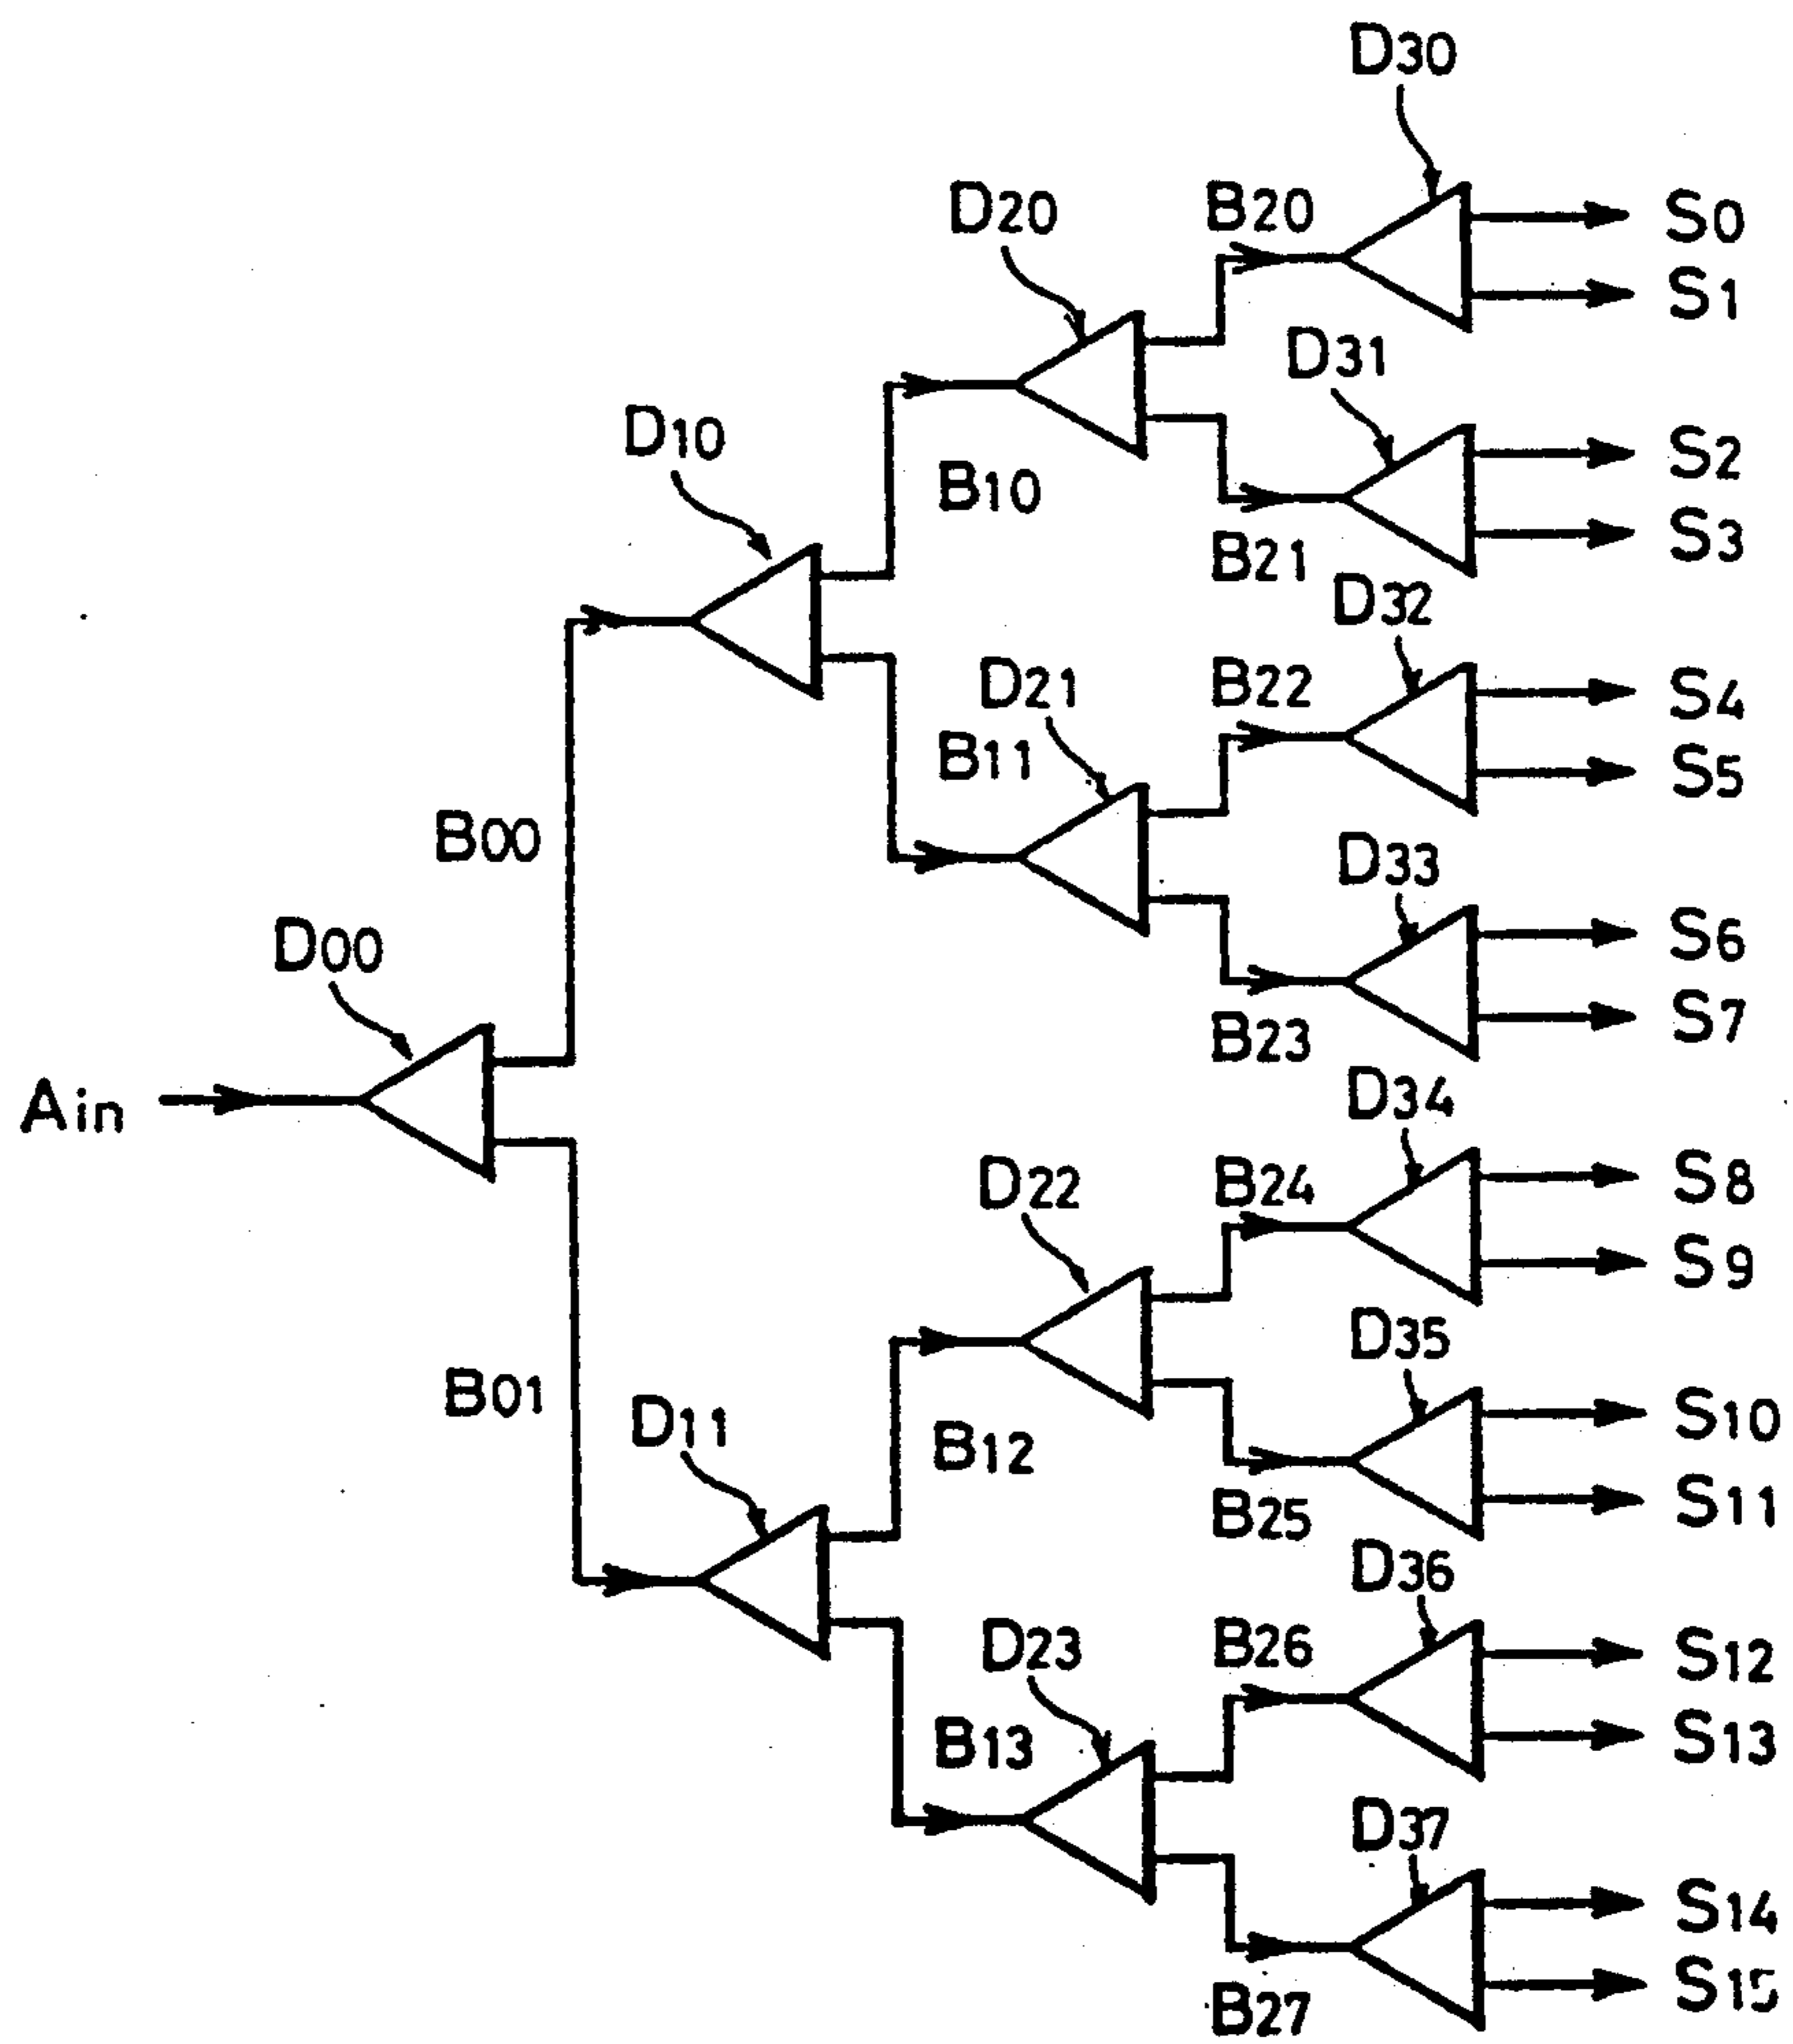 D30
D20
B20
S0
S1
D31
D10
B10
S2
S3
B21
D32
D21
B22
S4
B11
S5
B00
D33
D00
S6
S7
B23
Ain
D34
D22
B24
S8
S9
D35
B01
D11
B12
S10
B25
S11
D36
D23
B26
S12
B13
S13
D37
S14
S15
B27